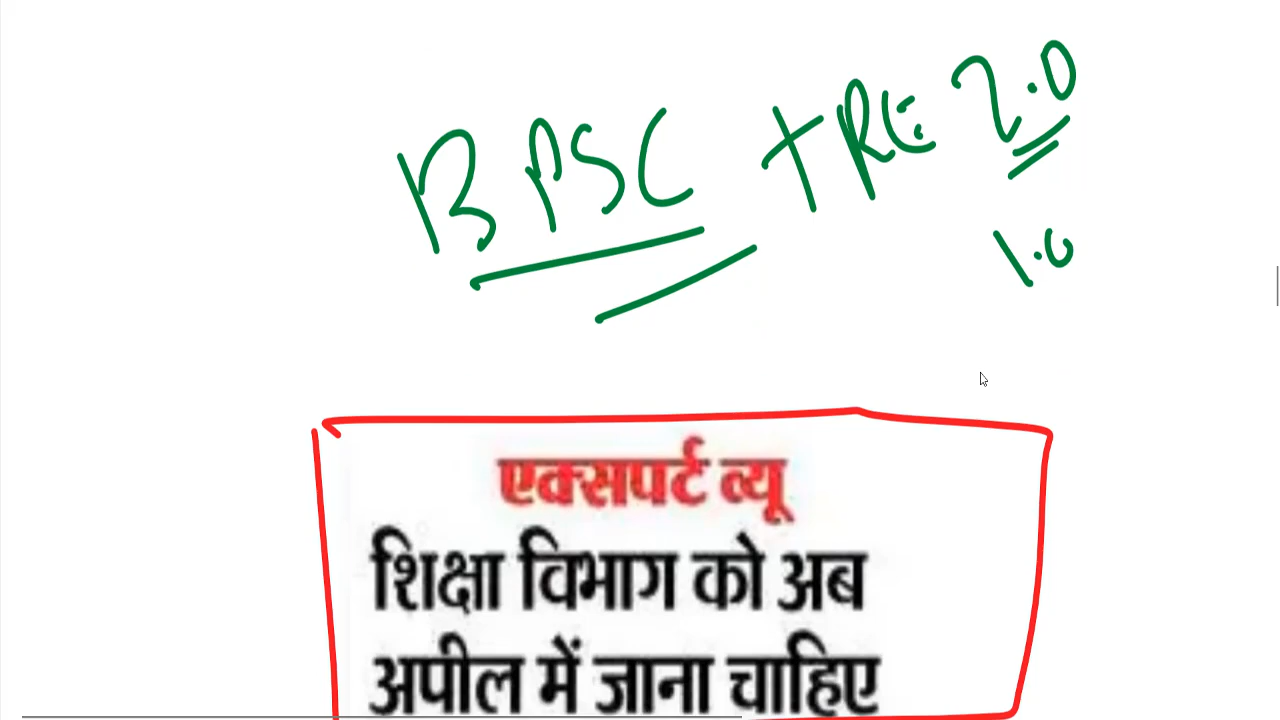 BPSC TRE 2.0
1.0
एक्सपर्ट व्यू
शिक्षा विभाग को अब
अपील में जाना चाहिए